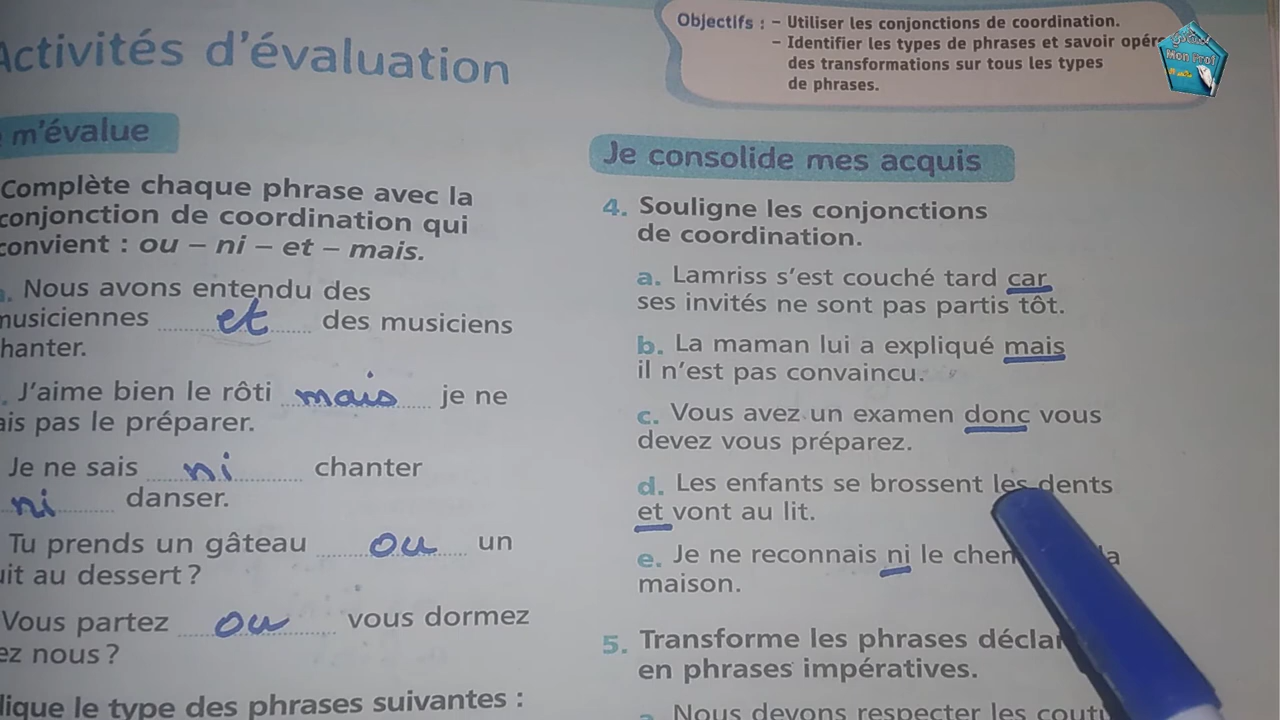 Objectifs : – Utiliser les conjonctions de coordination.
– Identifier les types de phrases et savoir opér
des transformations sur tous les types
de phrases.
Mon Prof
Activités d'évaluation
m'évalue
Complète chaque phrase avec la
conjonction de coordination qui
convient : ou – ni – et – mais.
Nous avons entendu des
musiciennes et des musiciens
hanter.
J'aime bien le rôti mais je ne
ais pas le préparer.
Je ne sais ni chanter
ni danser.
Tu prends un gâteau ou un
uit au dessert ?
Vous partez ou vous dormez
ez nous ?
lique le type des phrases suivantes :
Je consolide mes acquis
4. Souligne les conjonctions
de coordination.
a. Lamriss s'est couché tard car
ses invités ne sont pas partis tôt.
b. La maman lui a expliqué mais
il n'est pas convaincu.
c. Vous avez un examen donc vous
devez vous préparez.
d. Les enfants se brossent les dents
et vont au lit.
e. Je ne reconnais ni le chem la
maison.
5. Transforme les phrases décla
en phrases impératives.
a. Nous devons respecter les coutu